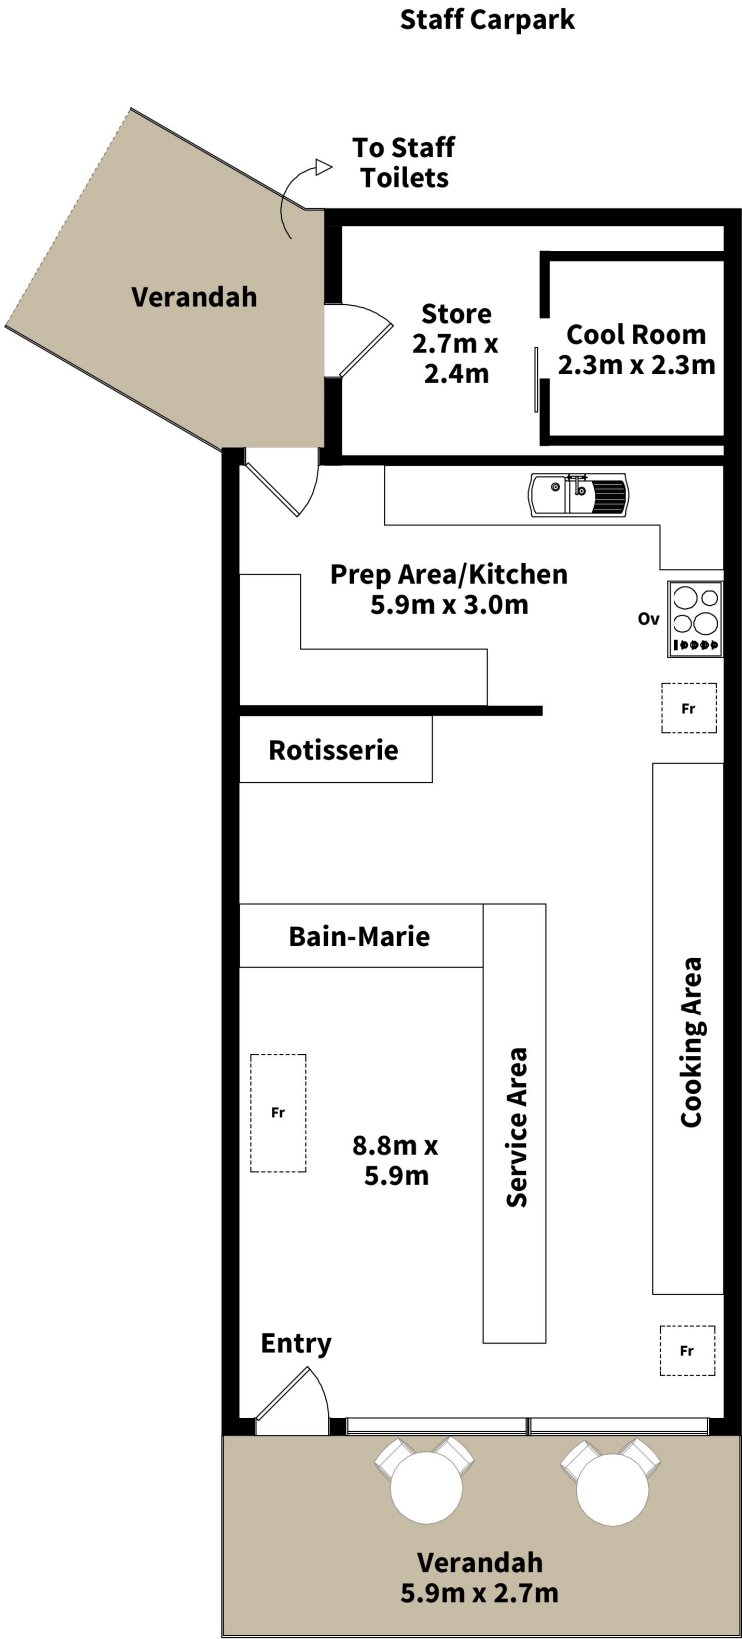 Staff Carpark
To Staff
Toilets
Verandah
Store
2.7m x
2.4m
Cool Room
2.3m x 2.3m
Prep Area/Kitchen
5.9m x 3.0m
Ov
Fr
Rotisserie
Bain-Marie
Cooking Area
Service Area
Fr
8.8m x
5.9m
Entry
Fr
Verandah
5.9m x 2.7m